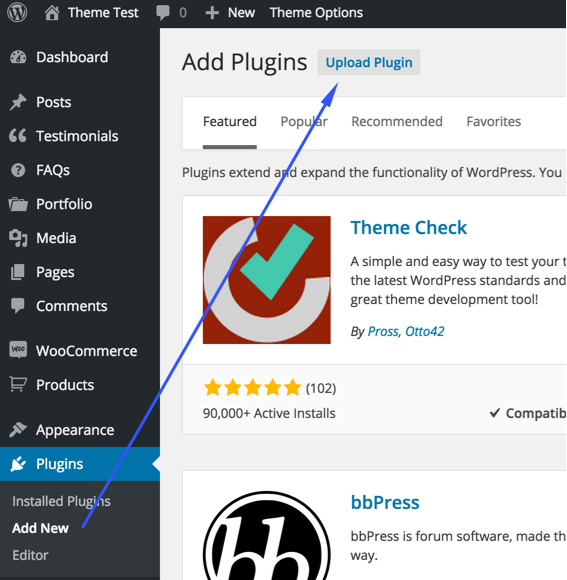 Theme Test 0 New Theme Options
Dashboard
Posts
Testimonials
FAQs
Portfolio
Media
Pages
Comments
WOO WooCommerce
Products
Appearance
Plugins
Installed Plugins
Add New
Editor
Add Plugins Upload Plugin
Featured Popular Recommended Favorites
Plugins extend and expand the functionality of WordPress. You
Theme Check
A simple and easy way to test your t
the latest WordPress standards and
great theme development tool!
By Pross, Otto42
(102)
90,000+ Active Installs
Compatib
bb
bbPress
bbPress is forum software, made th
way.